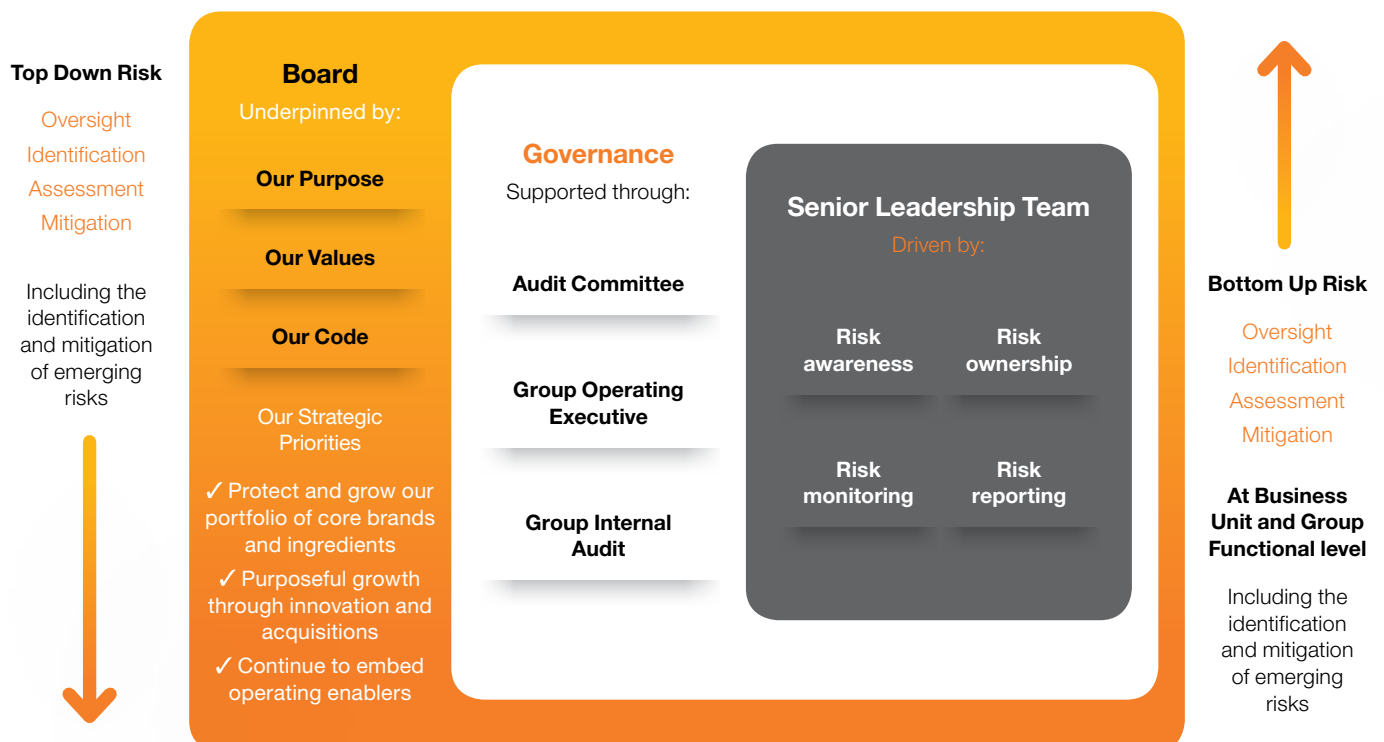 Top Down Risk
Oversight
Identification
Assessment
Mitigation
Including the
identification
and mitigation
of emerging
risks
Board
Underpinned by:
Our Purpose
Our Values
Our Code
Our Strategic
Priorities
✓ Protect and grow our
portfolio of core brands
and ingredients
✓ Purposeful growth
through innovation and
acquisitions
✓ Continue to embed
operating enablers
Governance
Supported through:
Audit Committee
Group Operating
Executive
Group Internal
Audit
Senior Leadership Team
Driven by:
Risk
awareness
Risk
ownership
Risk
monitoring
Risk
reporting
Bottom Up Risk
Oversight
Identification
Assessment
Mitigation
At Business
Unit and Group
Functional level
Including the
identification
and mitigation
of emerging
risks